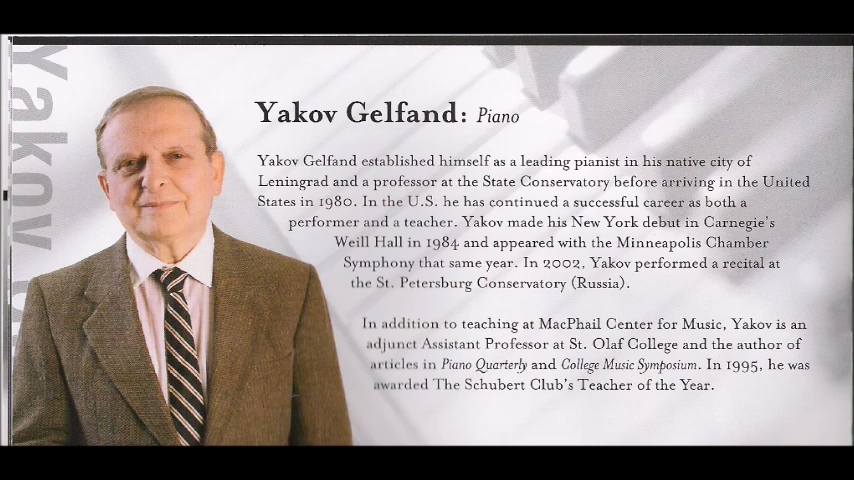 Yakov
Yakov Gelfand: Piano
Yakov Gelfand established himself as a leading pianist in his native city of
Leningrad and a professor at the State Conservatory before arriving in the United
States in 1980. In the U.S. he has continued a successful career as both a
performer and a teacher. Yakov made his New York debut in Carnegie's
Weill Hall in 1984 and appeared with the Minneapolis Chamber
Symphony that same year. In 2002, Yakov performed a recital at
the St. Petersburg Conservatory (Russia).
In addition to teaching at MacPhail Center for Music, Yakov is an
adjunct Assistant Professor at St. Olaf College and the author of
articles in Piano Quarterly and College Music Symposium. In 1995, he was
awarded The Schubert Club's Teacher of the Year.